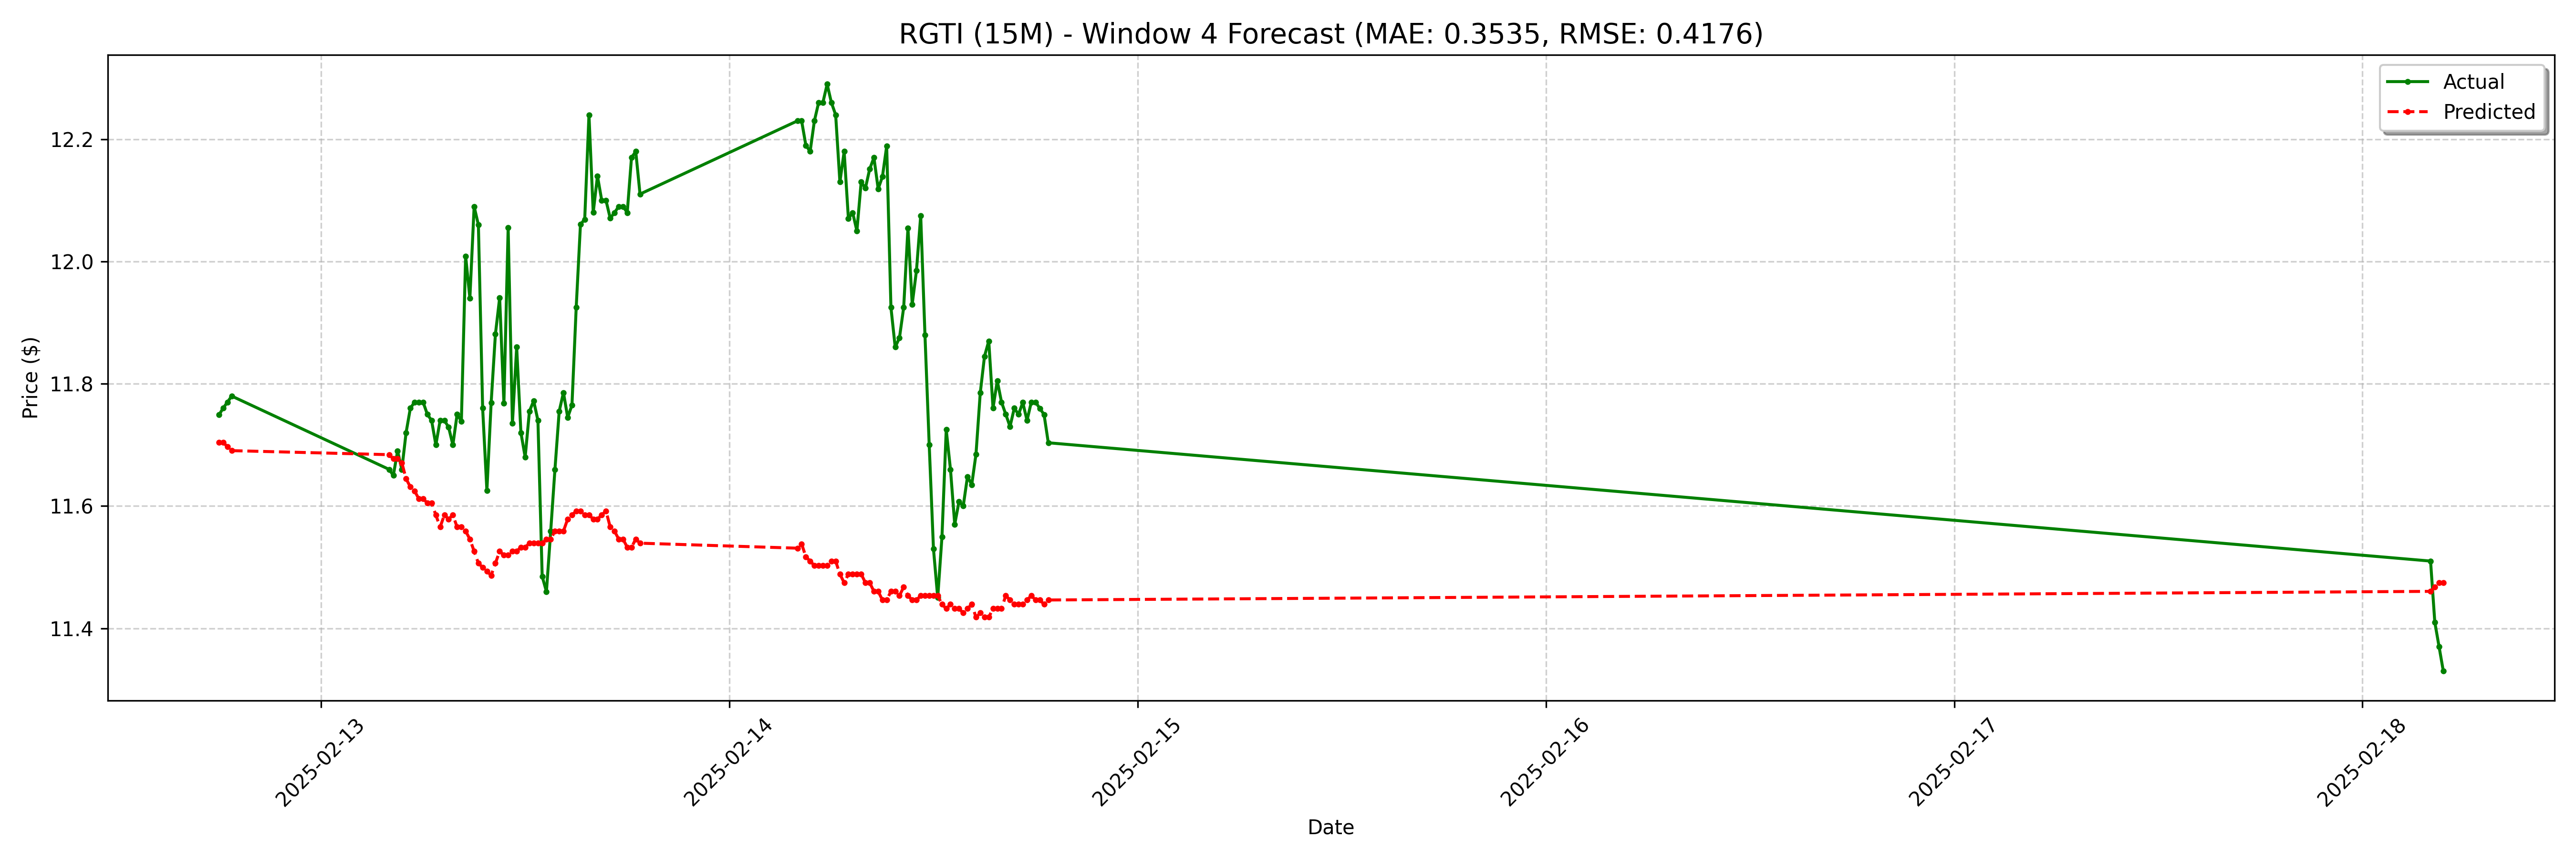 RGTI (15M) - Window 4 Forecast (MAE: 0.3535, RMSE: 0.4176)
Actual
Predicted
12.2
12.0
11.8
11.6
11.4
Price ($)
2025-02-13
2025-02-14
2025-02-15
2025-02-16
2025-02-17
2025-02-18
Date